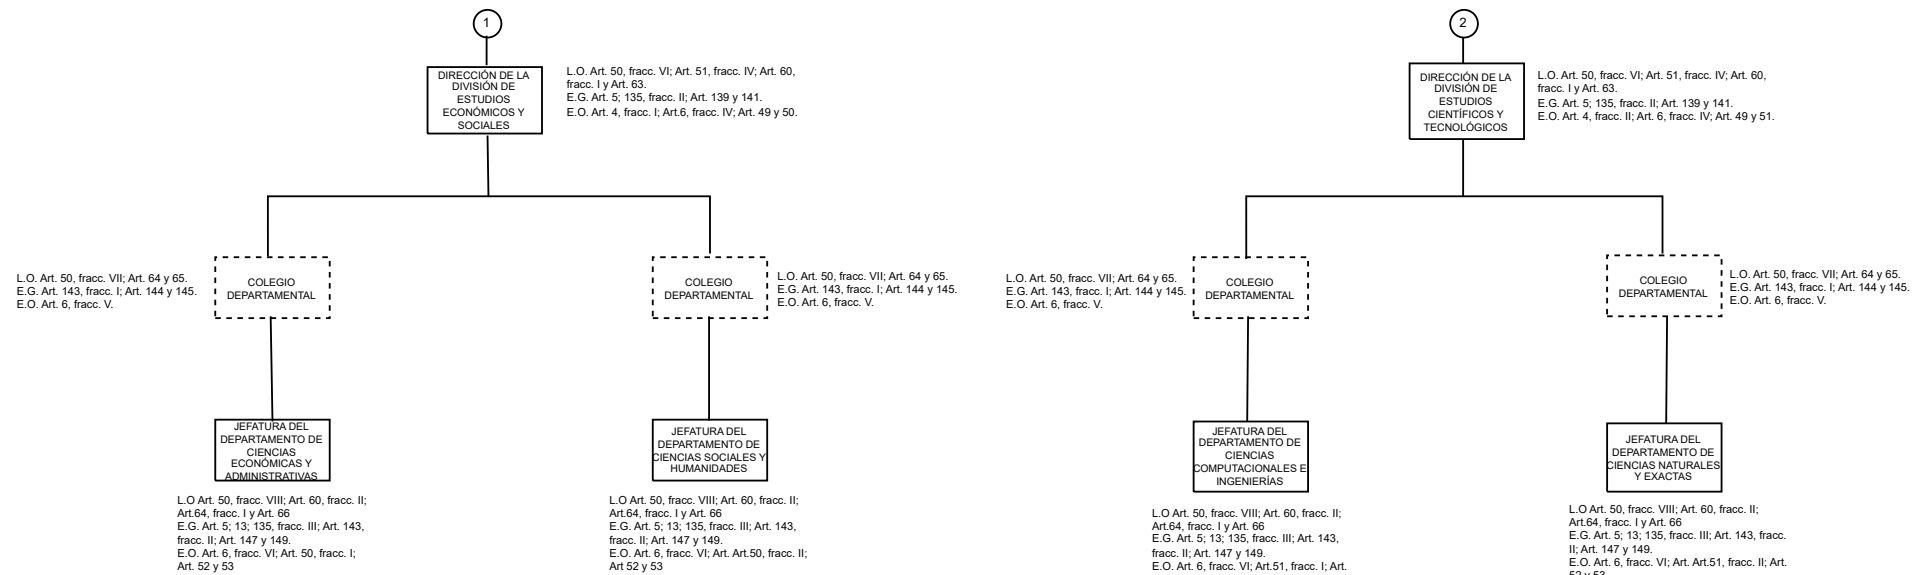 1
DIRECCIÓN DE LA
DIVISIÓN DE
ESTUDIOS
ECONÓMICOS Y
SOCIALES
L.O. Art. 50, fracc. VI; Art. 51, fracc. IV; Art. 60,
fracc. I y Art. 63.
E.G. Art. 5; 135, fracc. II; Art. 139 y 141.
E.O. Art. 4, fracc. I; Art.6, fracc. IV; Art. 49 y 50.
L.O. Art. 50, fracc. VII; Art. 64 y 65.
E.G. Art. 143, fracc. I; Art. 144 y 145.
E.O. Art. 6, fracc. V.
COLEGIO
DEPARTAMENTAL
COLEGIO
DEPARTAMENTAL
L.O. Art. 50, fracc. VII; Art. 64 y 65.
E.G. Art. 143, fracc. I; Art. 144 y 145.
E.O. Art. 6, fracc. V.
JEFATURA DEL
DEPARTAMENTO DE
CIENCIAS
ECONÓMICAS Y
ADMINISTRATIVAS
L.O Art. 50, fracc. VIII; Art. 60, fracc. II;
Art.64, fracc. I y Art. 66
E.G. Art. 5; 13; 135, fracc. III; Art. 143,
fracc. II; Art. 147 y 149.
E.O. Art. 6, fracc. VI; Art. 50, fracc. I;
Art. 52 y 53
JEFATURA DEL
DEPARTAMENTO DE
CIENCIAS SOCIALES Y
HUMANIDADES
L.O Art. 50, fracc. VIII; Art. 60, fracc. II;
Art.64, fracc. I y Art. 66
E.G. Art. 5; 13; 135, fracc. III; Art. 143,
fracc. II; Art. 147 y 149.
E.O. Art. 6, fracc. VI; Art. Art.50, fracc. II;
Art 52 y 53
2
DIRECCIÓN DE LA
DIVISIÓN DE
ESTUDIOS
CIENTÍFICOS Y
TECNOLÓGICOS
L.O. Art. 50, fracc. VI; Art. 51, fracc. IV; Art. 60,
fracc. I y Art. 63.
E.G. Art. 5; 135, fracc. II; Art. 139 y 141.
E.O. Art. 4, fracc. II; Art. 6, fracc. IV; Art. 49 y 51.
L.O. Art. 50, fracc. VII; Art. 64 y 65.
E.G. Art. 143, fracc. I; Art. 144 y 145.
E.O. Art. 6, fracc. V.
COLEGIO
DEPARTAMENTAL
COLEGIO
DEPARTAMENTAL
L.O. Art. 50, fracc. VII; Art. 64 y 65.
E.G. Art. 143, fracc. I; Art. 144 y 145.
E.O. Art. 6, fracc. V.
JEFATURA DEL
DEPARTAMENTO DE
CIENCIAS
COMPUTACIONALES E
INGENIERÍAS
L.O Art. 50, fracc. VIII; Art. 60, fracc. II;
Art.64, fracc. I y Art. 66
E.G. Art. 5; 13; 135, fracc. III; Art. 143,
fracc. II; Art. 147 y 149.
E.O. Art. 6, fracc. VI; Art.51, fracc. I; Art.
JEFATURA DEL
DEPARTAMENTO DE
CIENCIAS NATURALES
Y EXACTAS
L.O Art. 50, fracc. VIII; Art. 60, fracc. II;
Art.64, fracc. I y Art. 66
E.G. Art. 5; 13; 135, fracc. III; Art. 143, fracc.
II; Art. 147 y 149.
E.O. Art. 6, fracc. VI; Art. Art.51, fracc. II; Art.